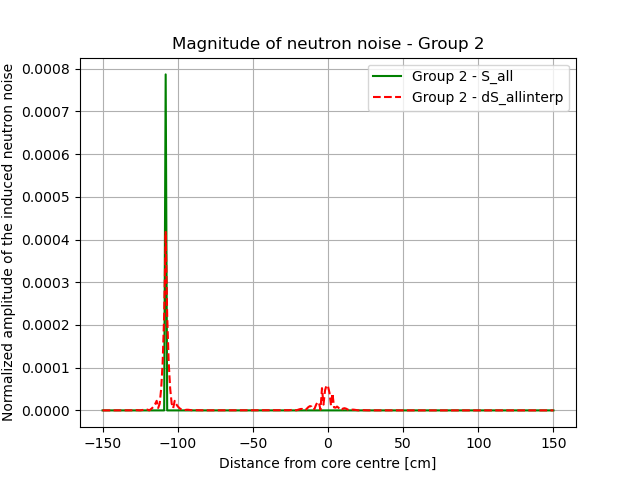 Magnitude of neutron noise - Group 2
Normalized amplitude of the induced neutron noise
0.0008
0.0007
0.0006
0.0005
0.0004
0.0003
0.0002
0.0001
0.0000
Group 2 - S_all
Group 2 - dS_allinterp
−150 −100 −50 0 50 100 150
Distance from core centre [cm]